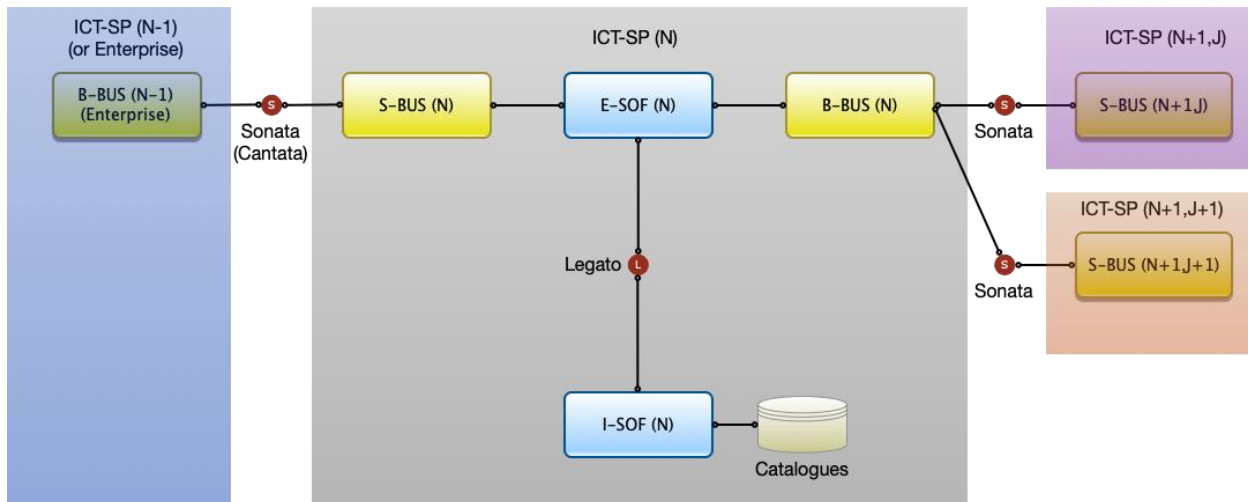 ICT-SP (N-1)
(or Enterprise)
B-BUS (N-1)
(Enterprise)
S
Sonata
(Cantata)
ICT-SP (N)
S-BUS (N)
E-SOF (N)
B-BUS (N)
Legato
L
I-SOF (N)
Catalogues
S
Sonata
ICT-SP (N+1,J)
S-BUS (N+1,J)
S
Sonata
ICT-SP (N+1,J+1)
S-BUS (N+1,J+1)